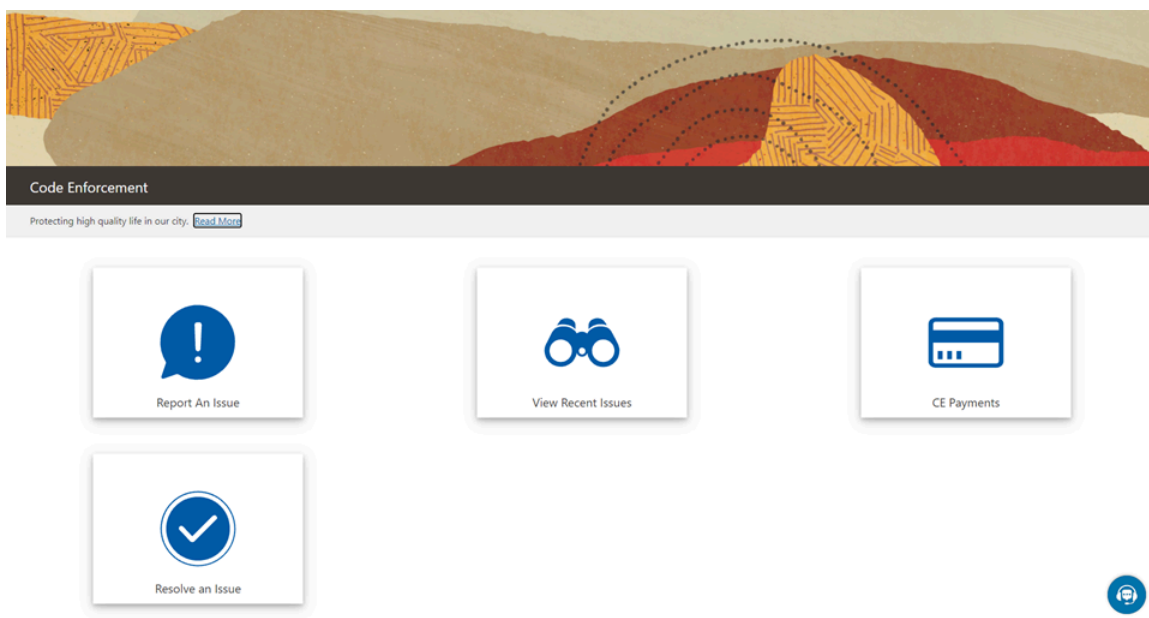 Code Enforcement
Protecting high quality life in our city. Read More
Report An Issue
View Recent Issues
CE Payments
Resolve an Issue